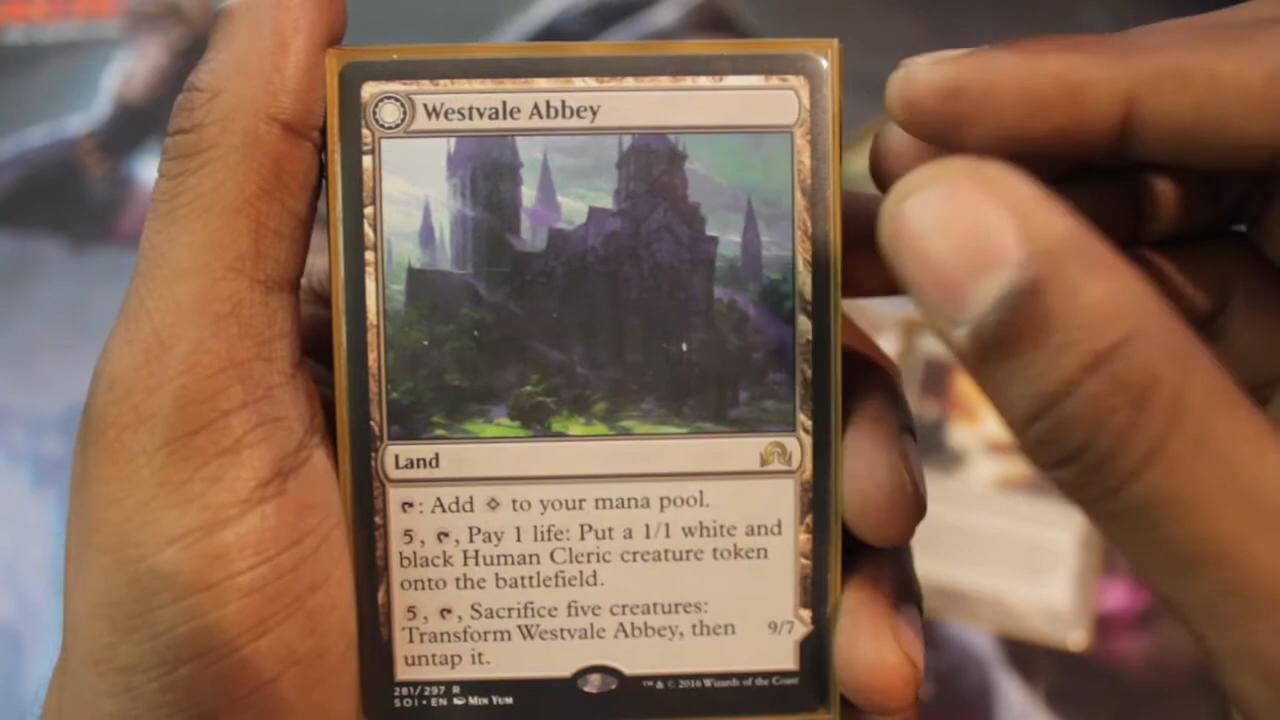 Westvale Abbey
Land
: Add to your mana pool.
5, , Pay 1 life: Put a 1/1 white and
black Human Cleric creature token
onto the battlefield.
5, , Sacrifice five creatures:
Transform Westvale Abbey, then
untap it.
9/7
281/297 R
SOI • EN Min Yum
™ & © 2016 Wizards of the Coast